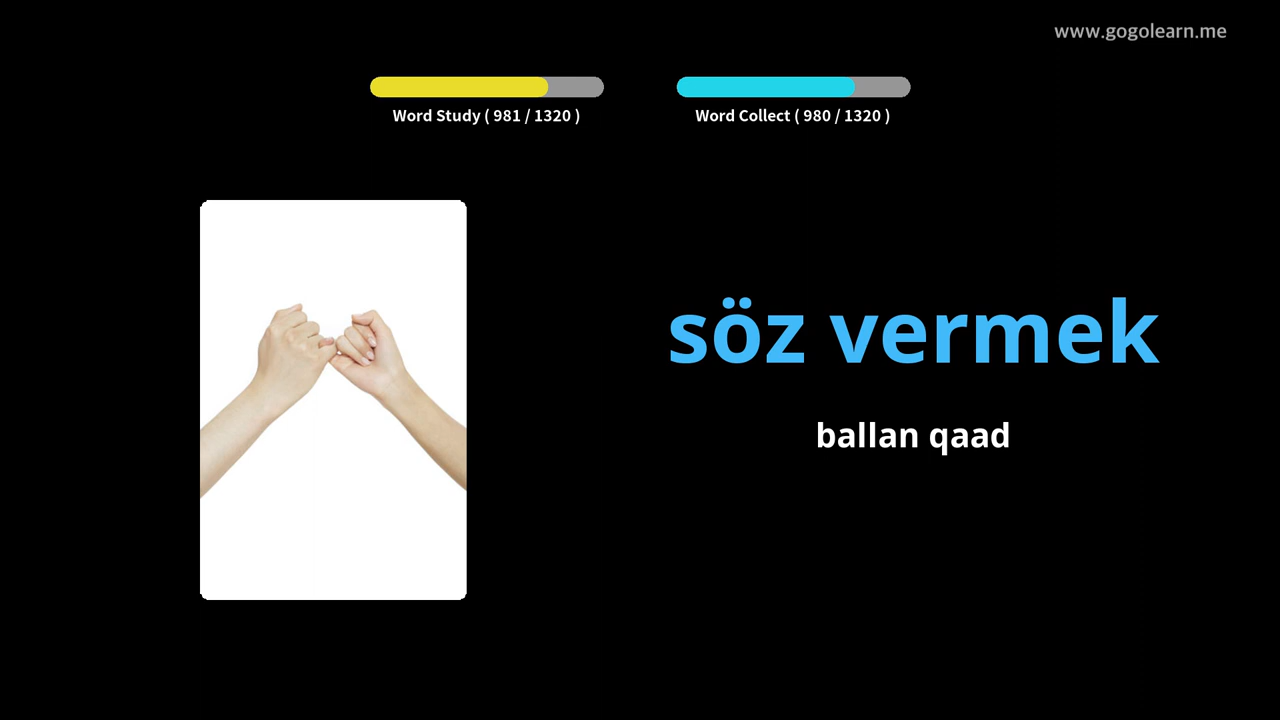 www.gogolearn.me
Word Study ( 981 / 1320 )
Word Collect ( 980 / 1320 )
söz vermek
ballan qaad